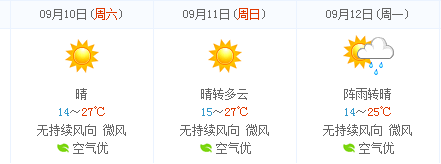 09月10日(周六)
晴
14～27℃
无持续风向 微风
空气优
09月11日(周日)
晴转多云
15～27℃
无持续风向 微风
空气优
09月12日(周一)
阵雨转晴
14～25℃
无持续风向 微风
空气优